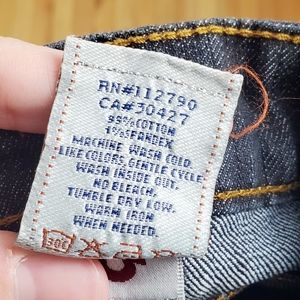 RN#112790
CA#30427
99%COTTON
1%SPANDEX
MACHINE WASH COLD.
LIKE COLORS, GENTLE CYCLE
WASH INSIDE OUT.
NO BLEACH.
TUMBLE DRY LOW.
WARM IRON
WHEN NEEDED.
30C